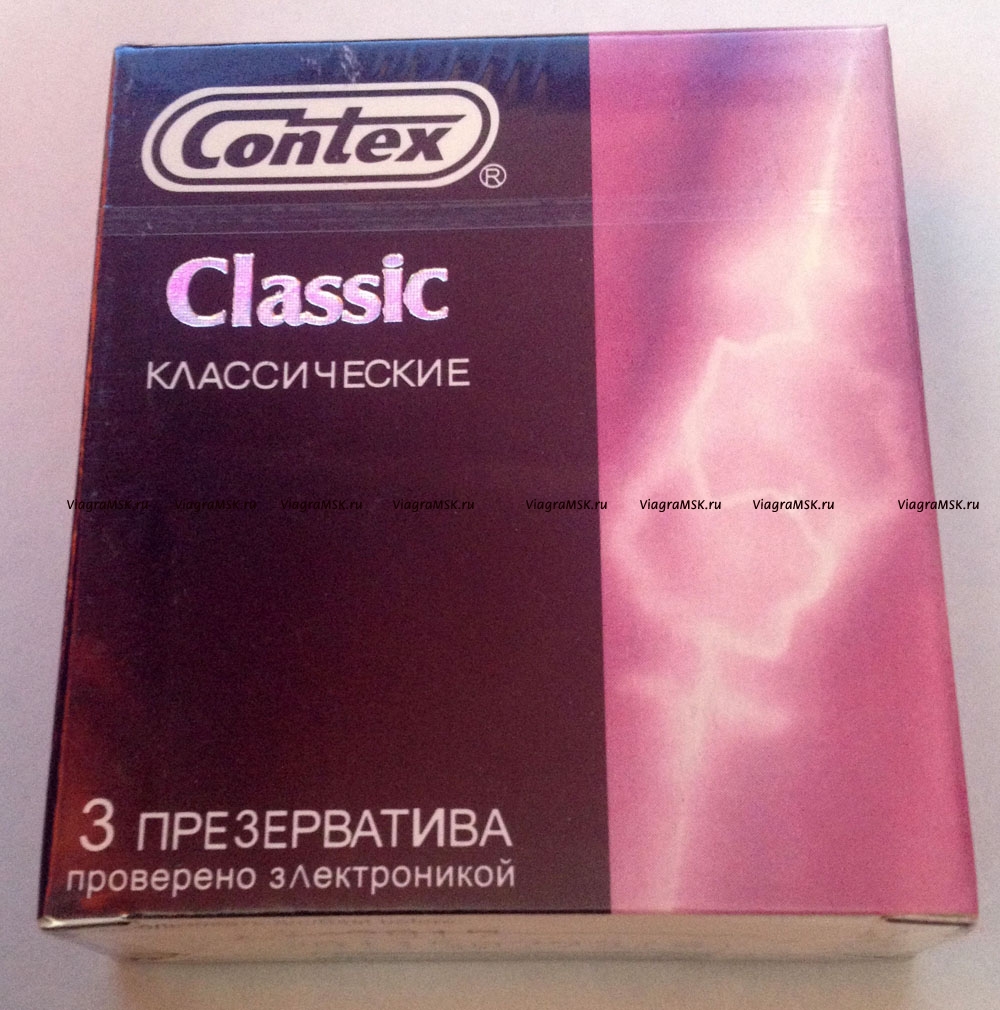 Contex
®
Classic
КЛАССИЧЕСКИЕ
ViagraMSK.ru ViagraMSK.ru ViagraMSK.ru ViagraMSK.ru ViagraMSK.ru ViagraMSK.ru ViagraMSK.ru ViagraMSK.ru
3 ПРЕЗЕРВАТИВА
проверено злектроникой